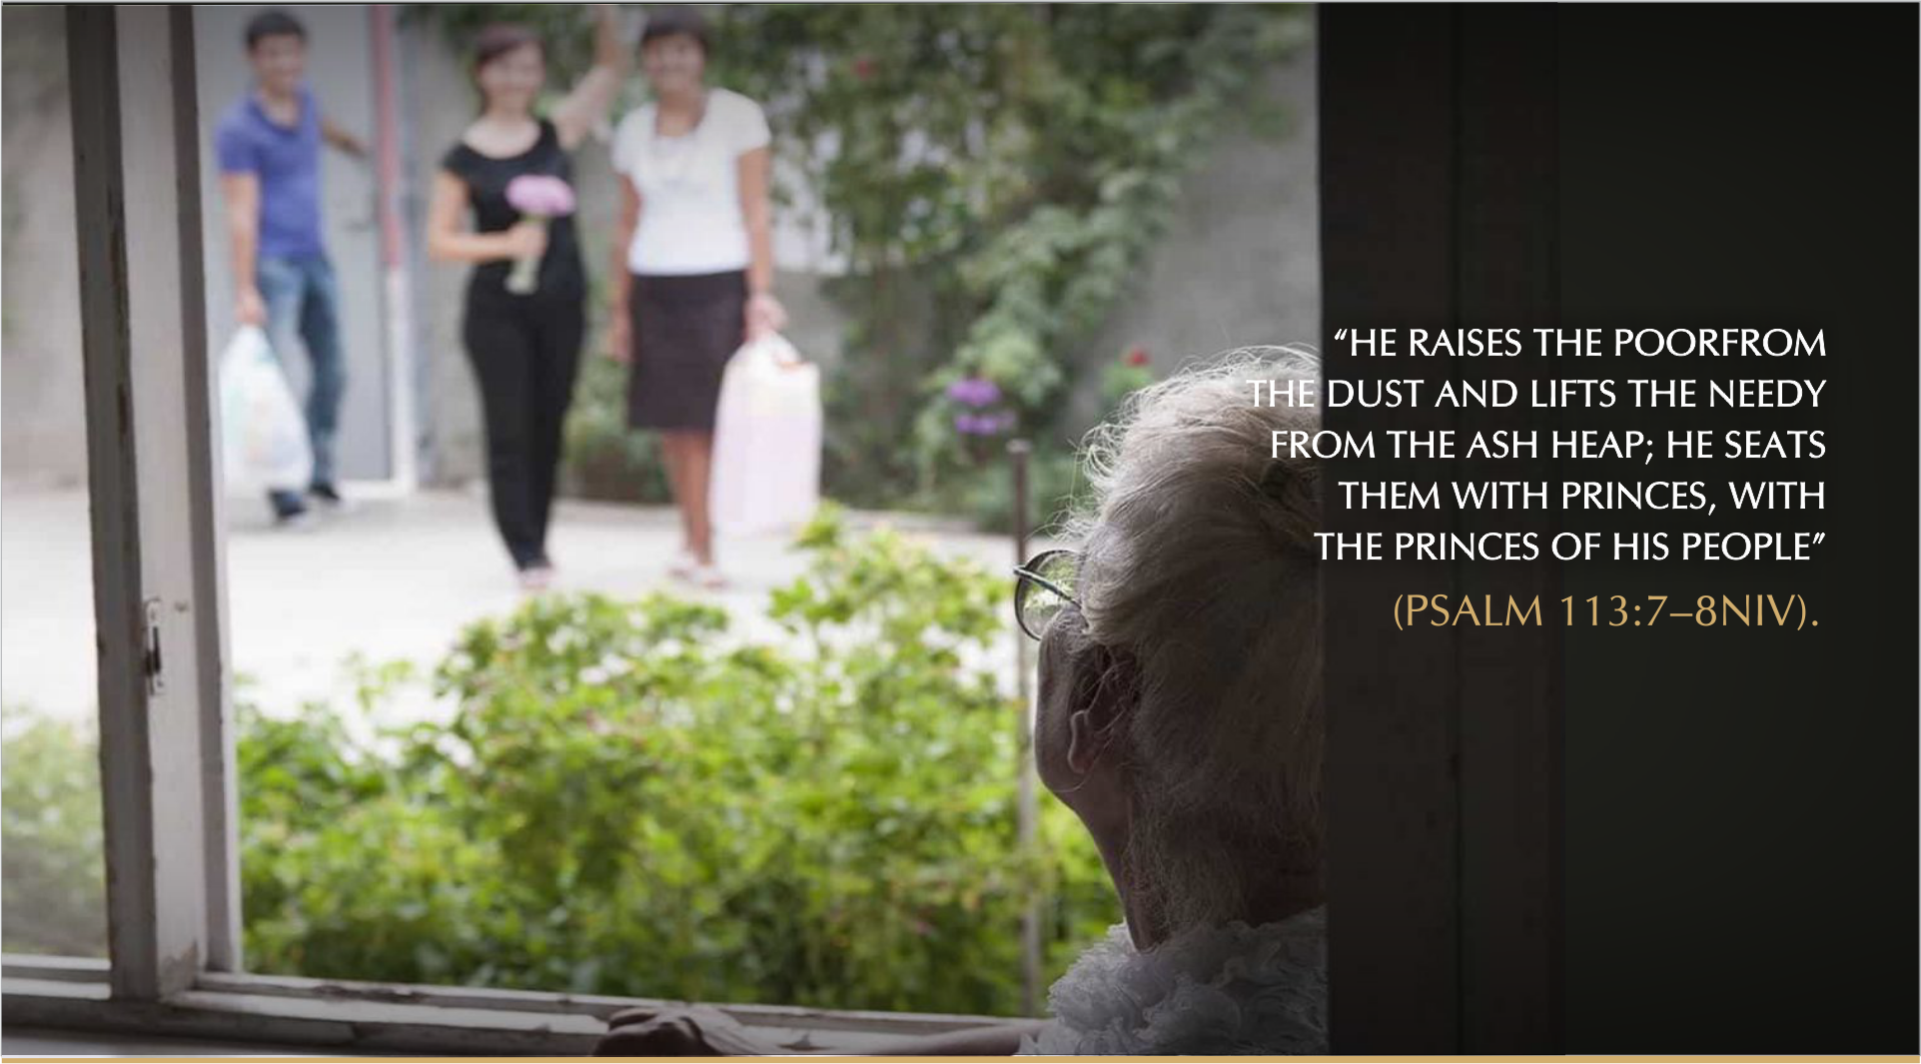 “HE RAISES THE POORFROM
THE DUST AND LIFTS THE NEEDY
FROM THE ASH HEAP; HE SEATS
THEM WITH PRINCES, WITH
THE PRINCES OF HIS PEOPLE”
(PSALM 113:7–8NIV).